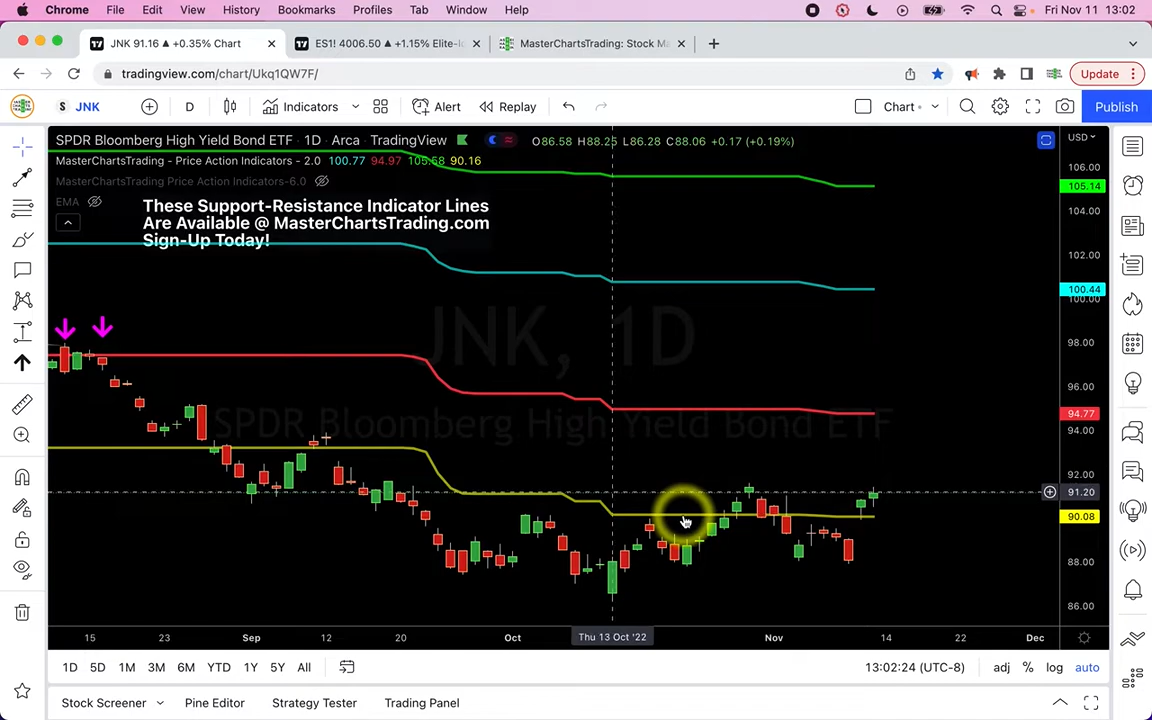 Chrome File Edit View History Bookmarks Profiles Tab Window Help Fri Nov 11 13:02
JNK 91.16 ▲ +0.35% Chart ES1! 4006.50 ▲ +1.15% Elite- MasterChartsTrading: Stock Ma
tradingview.com/chart/Ukq1QW7F/ Update
S JNK D Indicators Alert Replay Chart Publish
SPDR Bloomberg High Yield Bond ETF · 1D · Arca · TradingView O86.58 H88.25 L86.28 C88.06 +0.17 (+0.19%) USD
MasterChartsTrading - Price Action Indicators - 2.0 100.77 94.97 105.58 90.16
MasterChartsTrading Price Action Indicators-6.0
EMA
These Support-Resistance Indicator Lines
Are Available @ MasterChartsTrading.com
Sign-Up Today!
106.00
105.14
104.00
102.00
100.44
100.00
98.00
96.00
94.77
94.00
92.00
91.20
90.08
88.00
86.00
JNK, 1D
SPDR Bloomberg High Yield Bond ETF
15 23 Sep 12 20 Oct Thu 13 Oct '22 Nov 14 22 Dec
1D 5D 1M 3M 6M YTD 1Y 5Y All 13:02:24 (UTC-8) adj % log auto
Stock Screener Pine Editor Strategy Tester Trading Panel